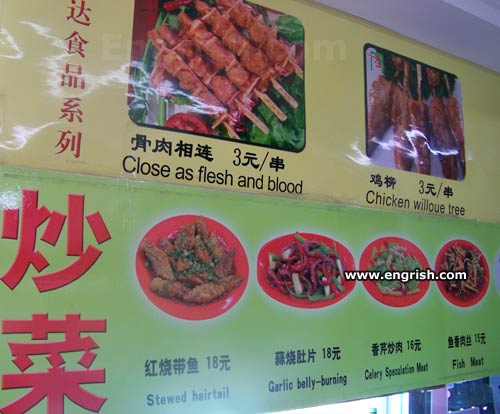 达食品系列
骨肉相连 3元/串
Close as flesh and blood
鸡柳 3元/串
Chicken willoue tree
www.engrish.com
炒菜
红烧带鱼 18元
Stewed hairtail
蒜烧肚片 18元
Garlic belly-burning
香芹炒肉 16元
Celery Speculation Meat
鱼香肉丝 15元
Fish Meat